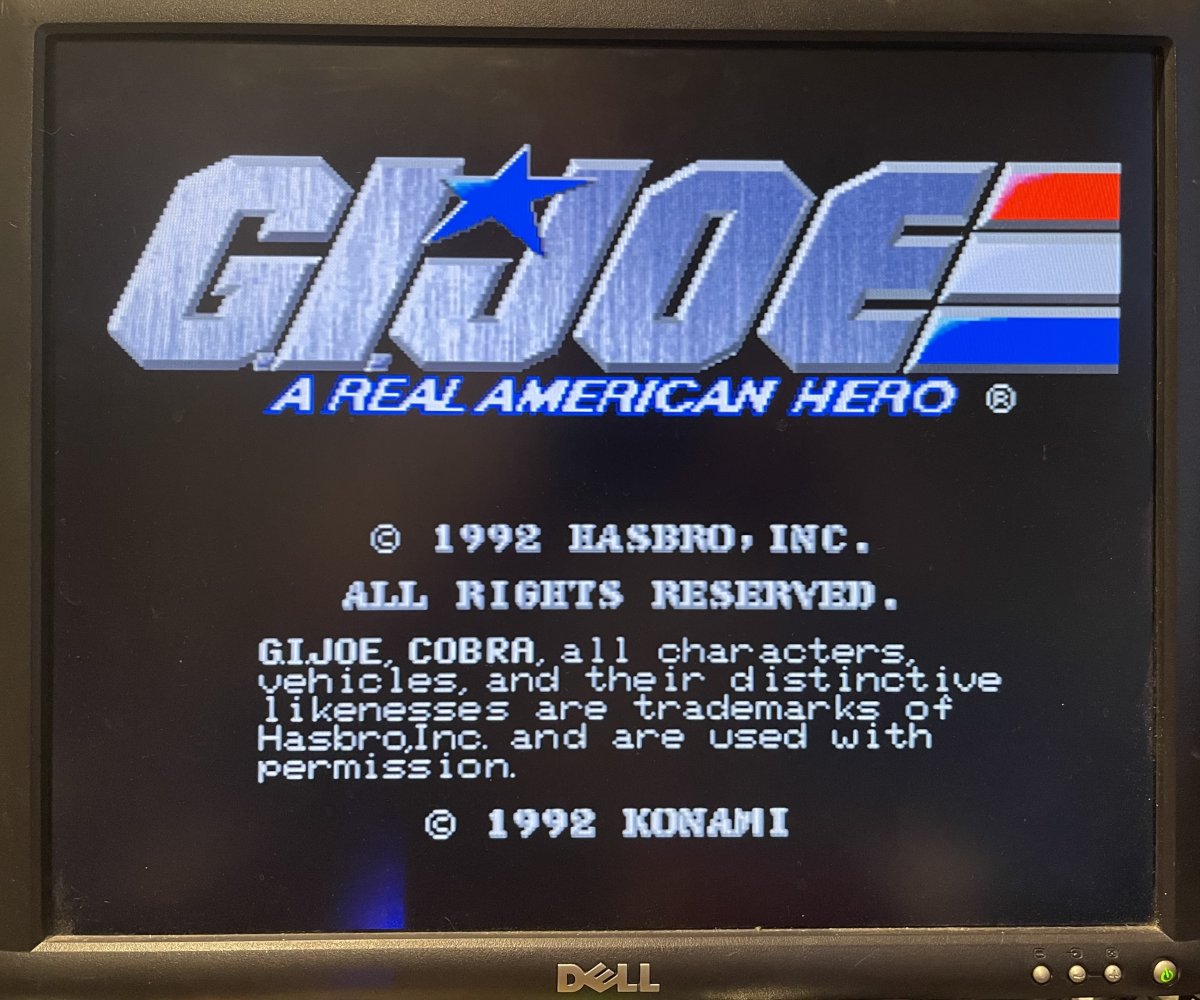 G.I.JOE
A REAL AMERICAN HERO ®
© 1992 HASBRO, INC.
ALL RIGHTS RESERVED.
G.I.JOE, COBRA, all characters,
vehicles, and their distinctive
likenesses are trademarks of
Hasbro,Inc. and are used with
permission.
© 1992 KONAMI
DELL